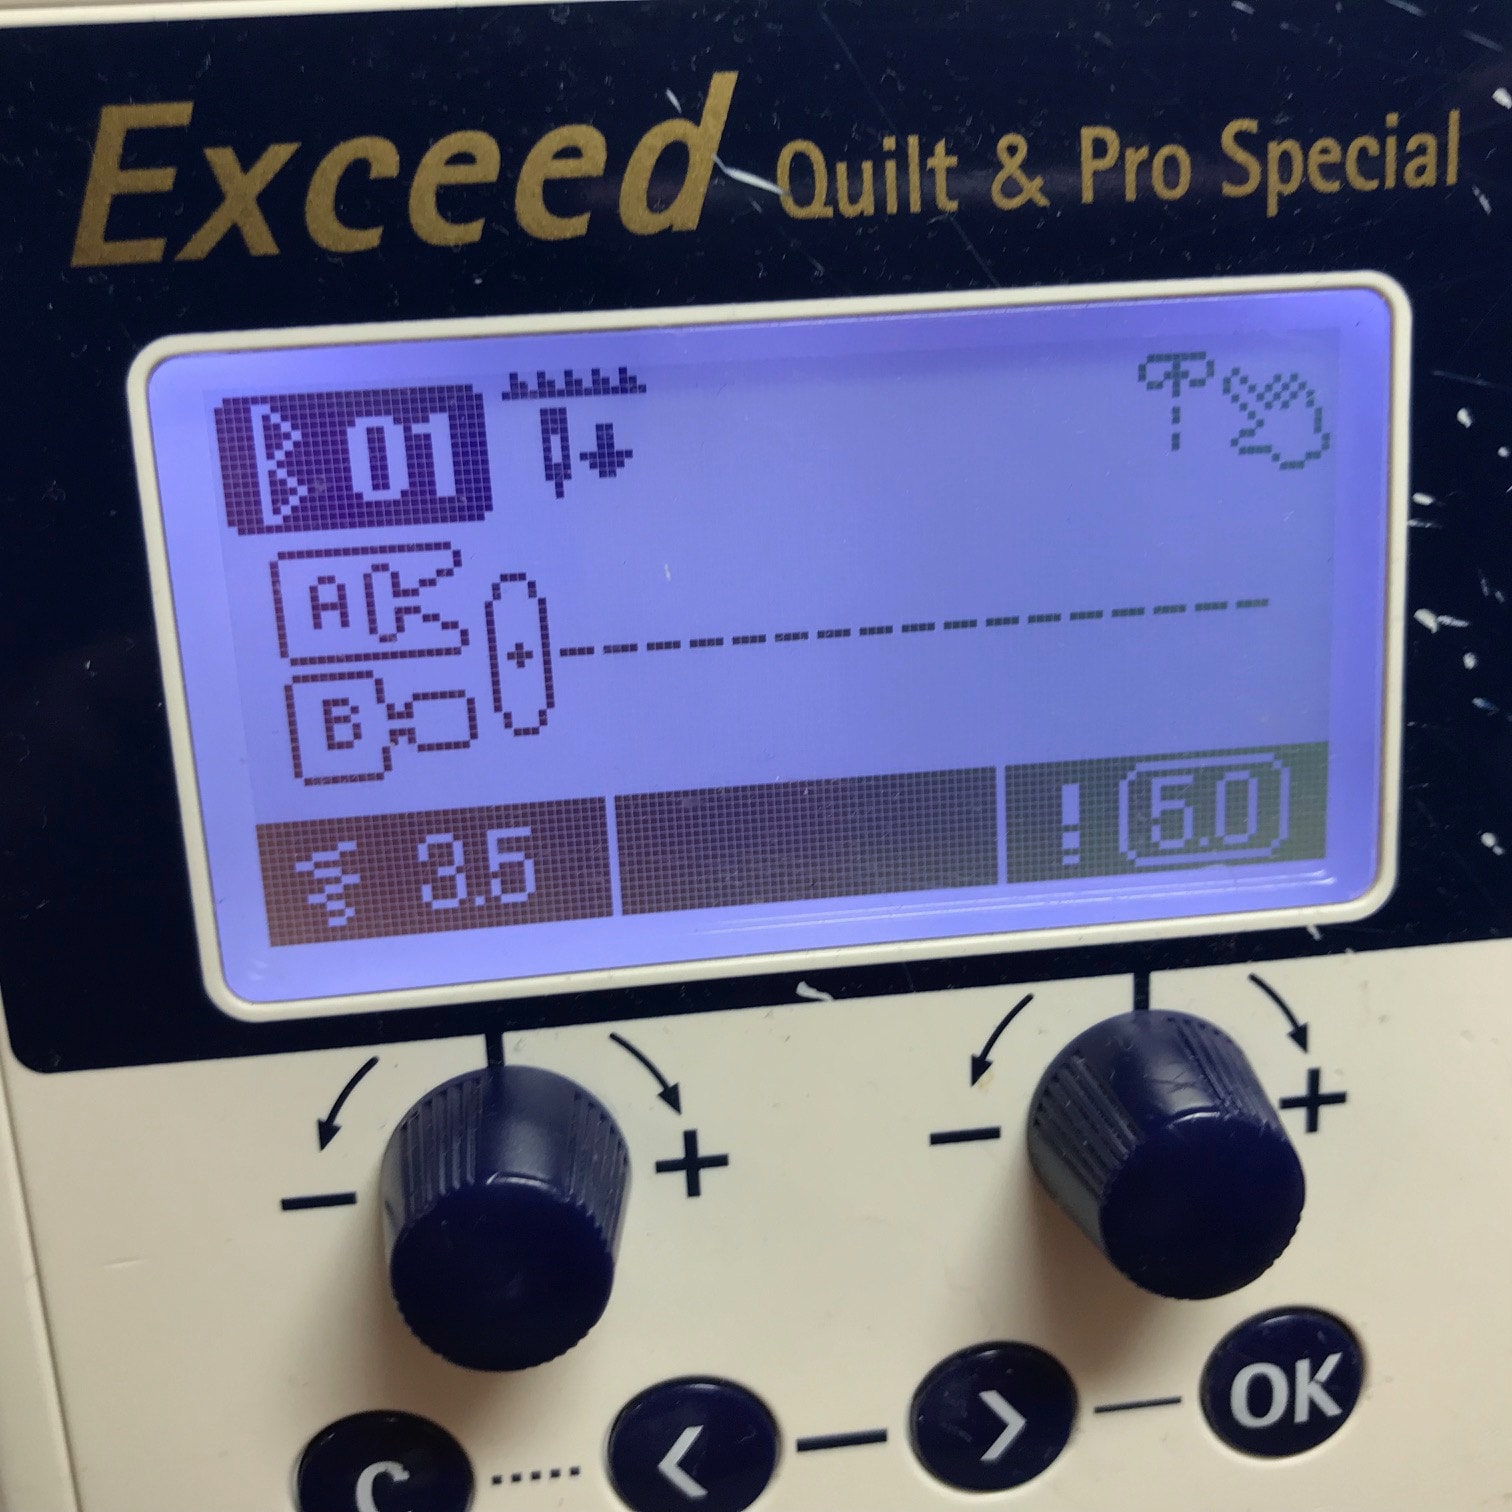 Exceed Quilt & Pro Special
01
A
B
3.5 ! 6.0
- + - +
C < > OK